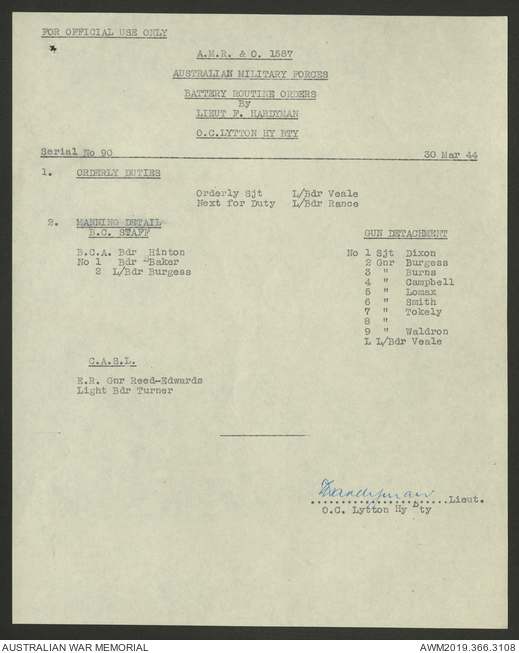 FOR OFFICIAL USE ONLY
A.M.R. & O. 1587
AUSTRALIAN MILITARY FORCES
BATTERY ROUTINE ORDERS
By
LIEUT F. HARDYMAN
O.C.LYTTON HY BTY
Serial No 90 30 Mar 44
1. ORDERLY DUTIES
Orderly Sjt L/Bdr Veale
Next for Duty L/Bdr Rance
2. MANNING DETAIL
B.C. STAFF
B.C.A. Bdr Hinton
No 1 Bdr Baker
2 L/Bdr Burgess
GUN DETACHMENT
No 1 Sjt Dixon
2 Gnr Burgess
3 " Burns
4 " Campbell
5 " Lomax
6 " Smith
7 " Tokely
8 "
9 " Waldron
L L/Bdr Veale
C.A.S.L.
E.R. Gnr Reed-Edwards
Light Bdr Turner
FHardyman
..........................Lieut.
O.C. Lytton Hy Bty
AUSTRALIAN WAR MEMORIAL AWM2019.366.3108